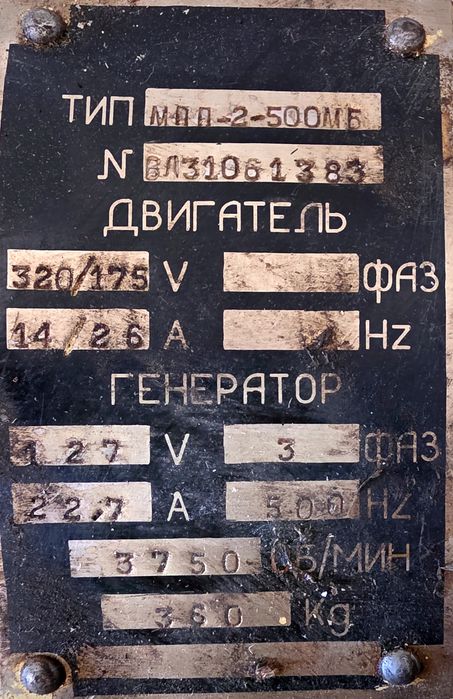 ТИП МПП-2-500МБ
N ВЛ31061383
ДВИГАТЕЛЬ
320/175 V ФАЗ
14/26 A Hz
ГЕНЕРАТОР
127 V 3 ФАЗ
22,7 A 500 HZ
3750 ОБ/МИН
360 Kg